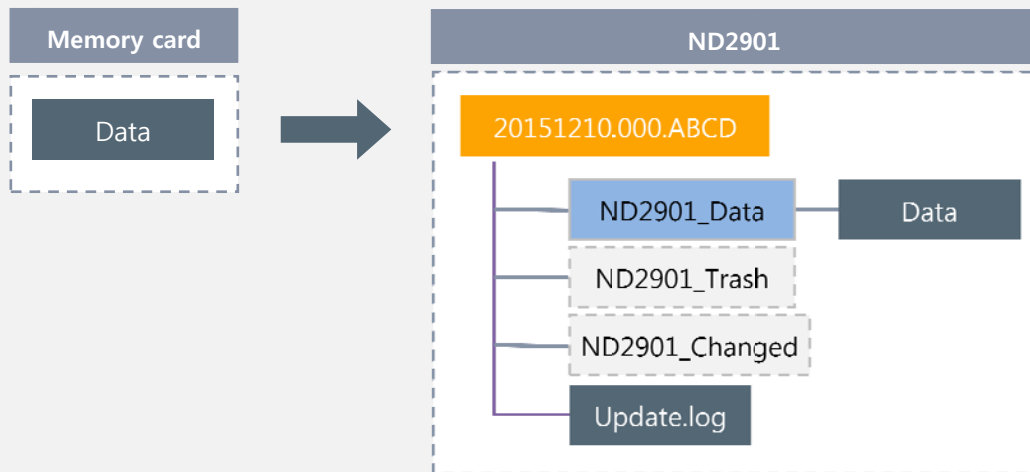 Memory card
Data
ND2901
20151210.000.ABCD
ND2901_Data
Data
ND2901_Trash
ND2901_Changed
Update.log